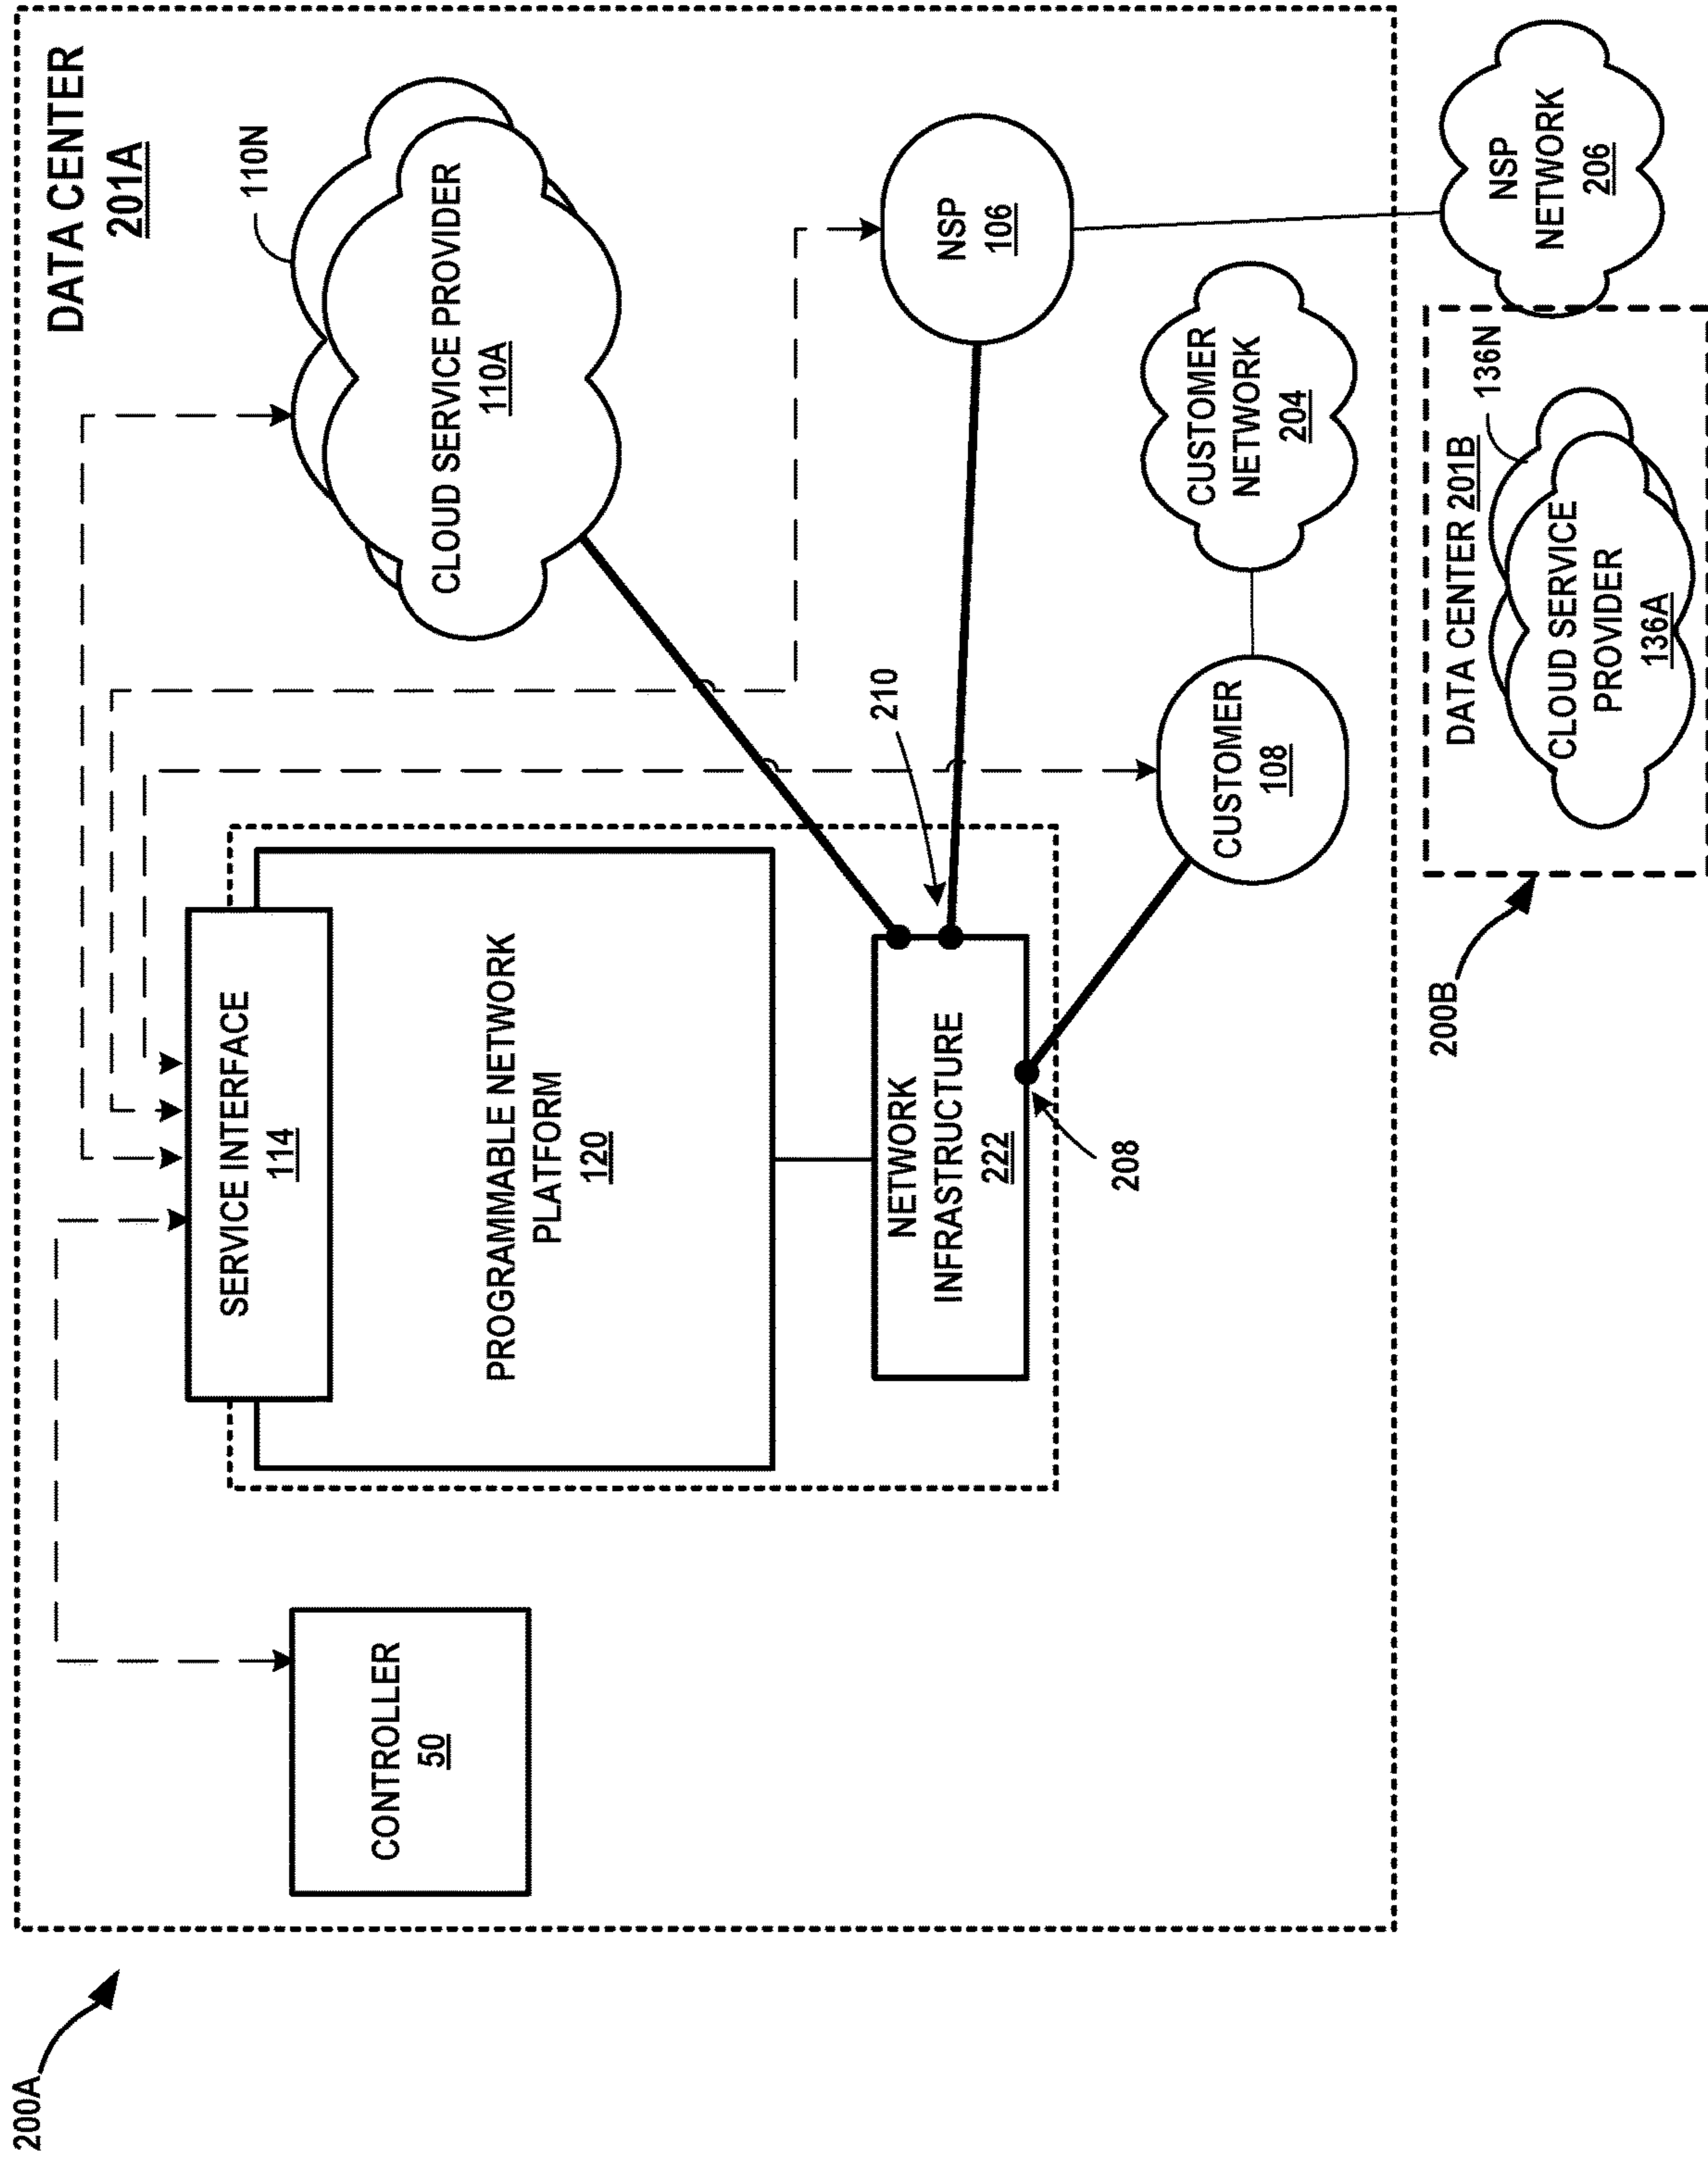 200A
DATA CENTER
201A
CONTROLLER
50
SERVICE INTERFACE
114
PROGRAMMABLE NETWORK
PLATFORM
120
NETWORK
INFRASTRUCTURE
222
208
210
110N
CLOUD SERVICE PROVIDER
110A
NSP
106
CUSTOMER
108
CUSTOMER
NETWORK
204
NSP
NETWORK
206
200B
DATA CENTER 201B
136N
CLOUD SERVICE
PROVIDER
136A